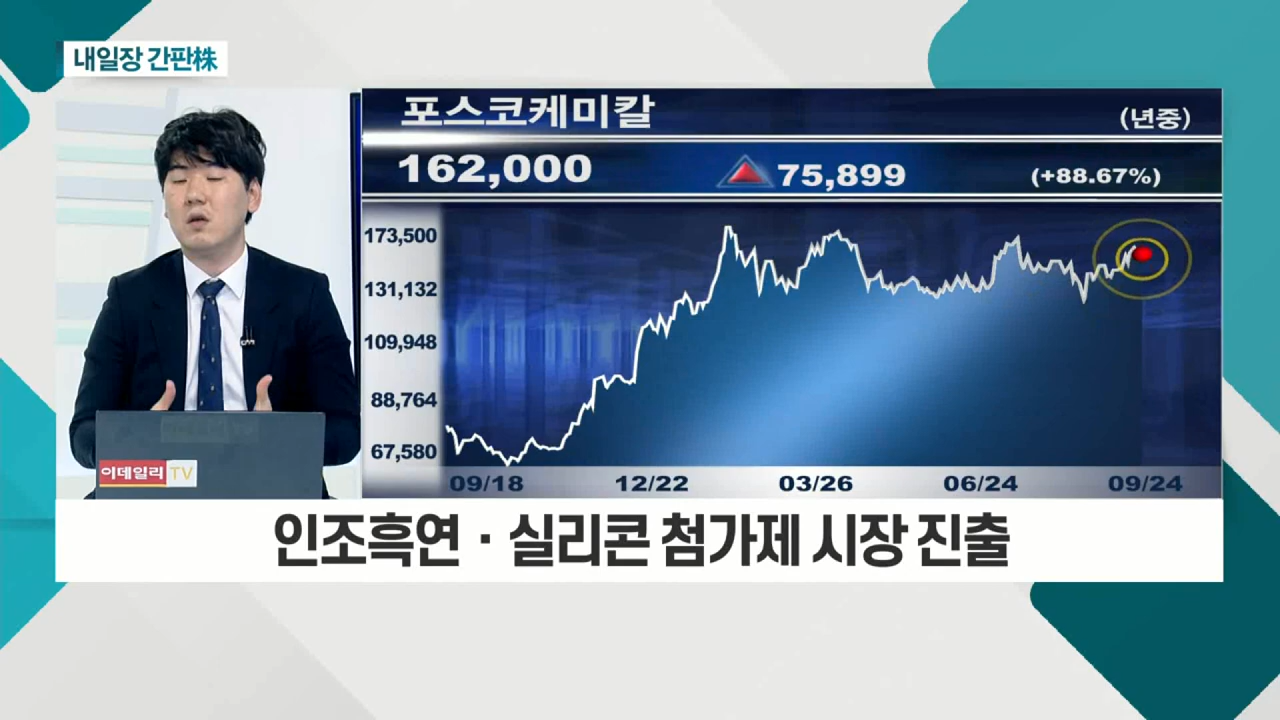 내일장 간판株
포스코케미칼 (년중)
162,000 75,899 (+88.67%)
173,500
131,132
109,948
88,764
67,580
09/18 12/22 03/26 06/24 09/24
이데일리TV
인조흑연·실리콘 첨가제 시장 진출